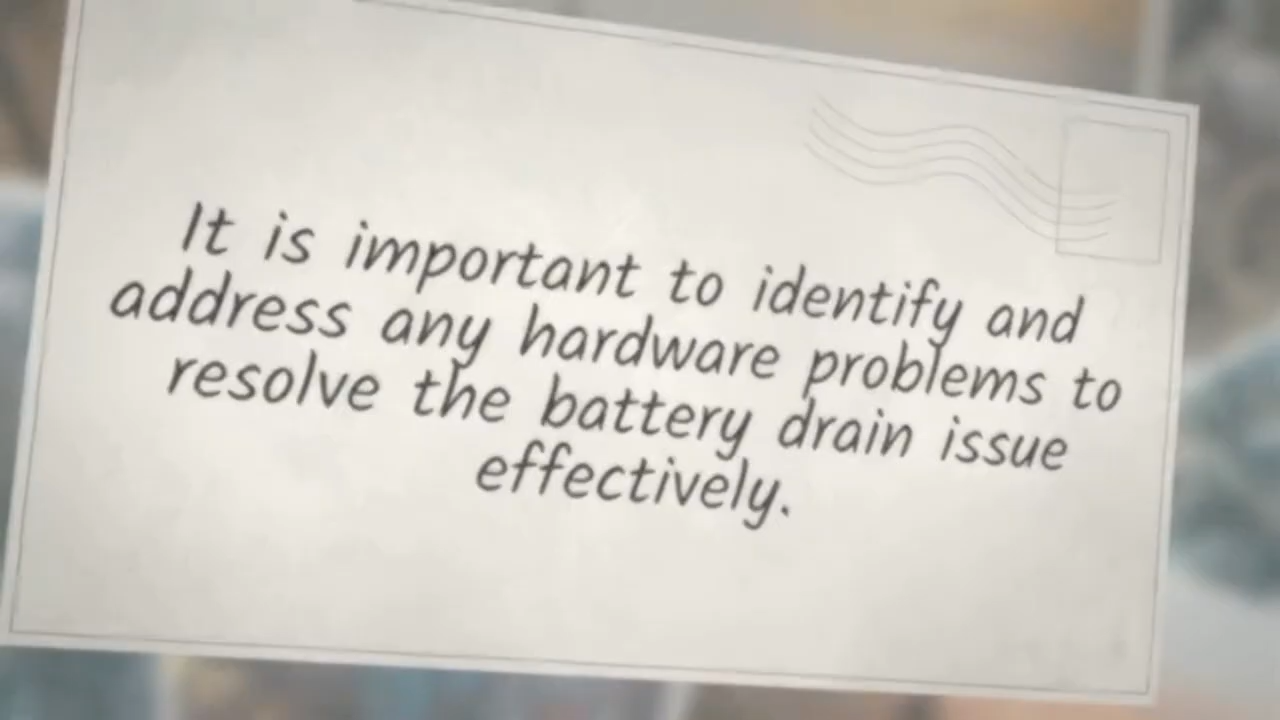 It is important to identify and
address any hardware problems to
resolve the battery drain issue
effectively.